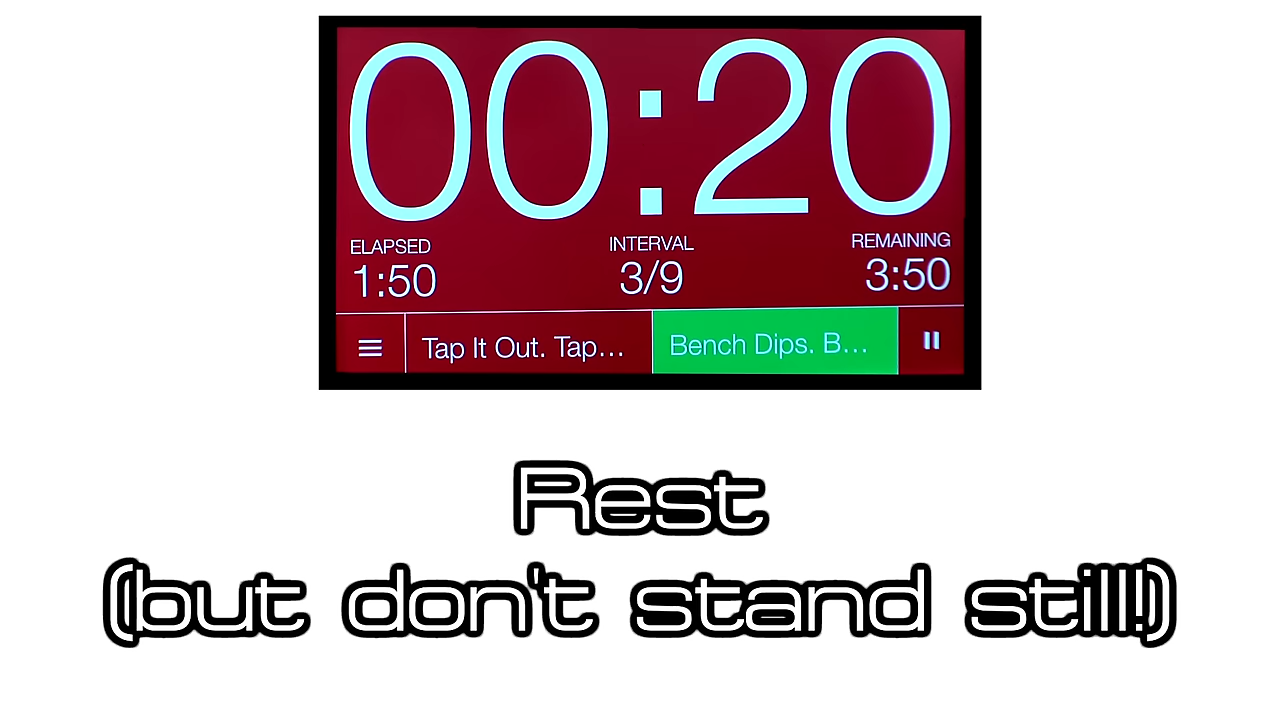 00:20
ELAPSED INTERVAL REMAINING
1:50 3/9 3:50
Tap It Out. Tap... Bench Dips. B...
Rest
(but don't stand still!)